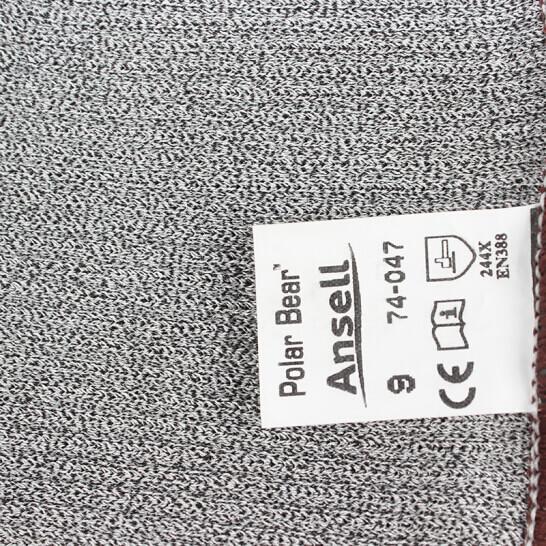 Polar Bear™
Ansell
9 74-047
CE
244X
EN388